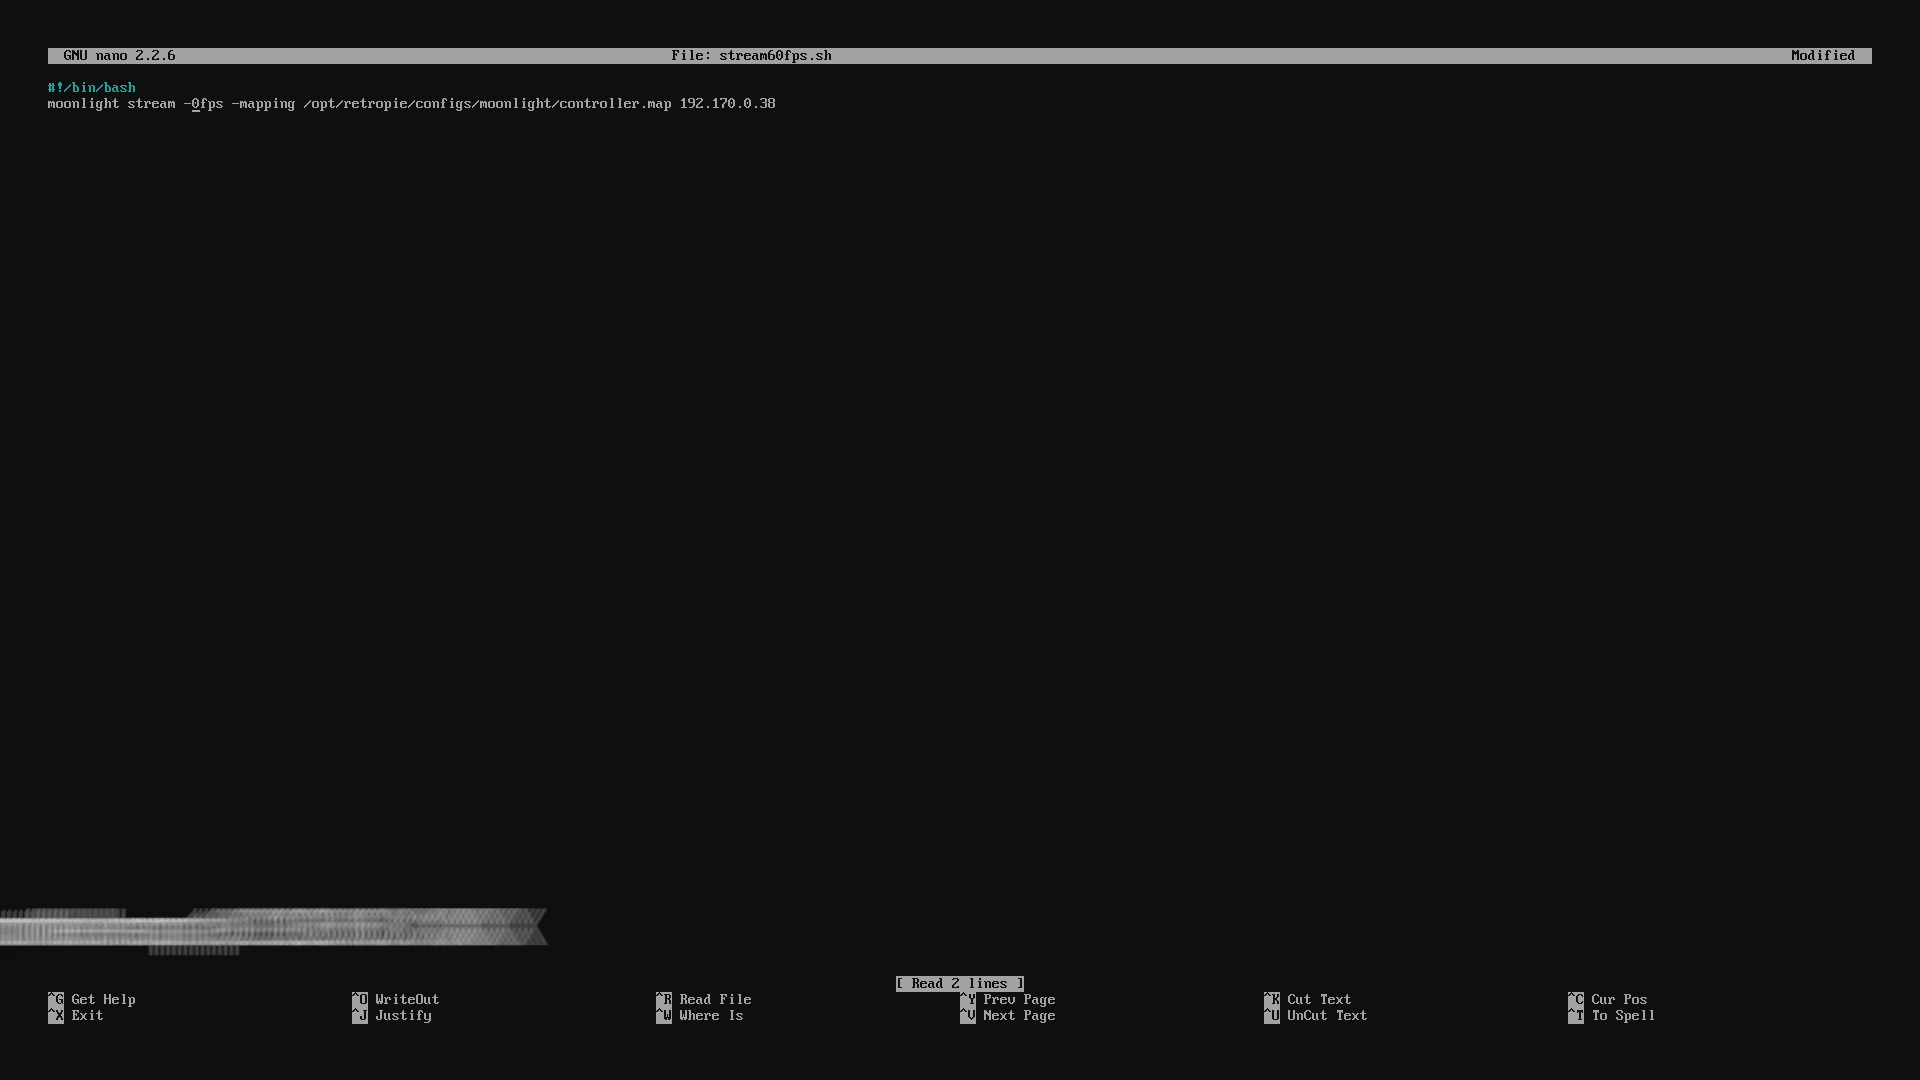 GNU nano 2.2.6 File: stream60fps.sh Modified
#!/bin/bash
moonlight stream -0fps -mapping /opt/retropie/configs/moonlight/controller.map 192.170.0.38
[ Read 2 lines ]
^G Get Help ^O WriteOut ^R Read File ^Y Prev Page ^K Cut Text ^C Cur Pos
^X Exit ^J Justify ^W Where Is ^V Next Page ^U UnCut Text ^T To Spell